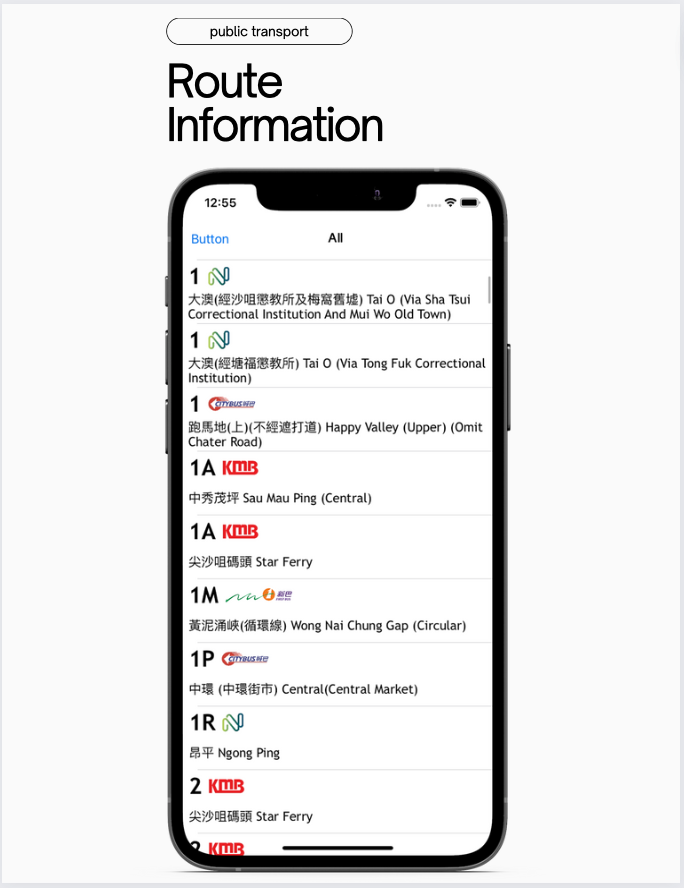 public transport
Route
Information
12:55
Button
All
1
大澳(經沙咀懲教所及梅窩舊墟) Tai O (Via Sha Tsui
Correctional Institution And Mui Wo Old Town)
1
大澳(經塘福懲教所) Tai O (Via Tong Fuk Correctional
Institution)
1 CITYBUS 城巴
跑馬地(上)(不經遮打道) Happy Valley (Upper) (Omit
Chater Road)
1A KMB
中秀茂坪 Sau Mau Ping (Central)
1A KMB
尖沙咀碼頭 Star Ferry
1M 新巴
黃泥涌峽(循環線) Wong Nai Chung Gap (Circular)
1P CITYBUS 城巴
中環 (中環街市) Central(Central Market)
1R
昂平 Ngong Ping
2 KMB
尖沙咀碼頭 Star Ferry
2 KMB